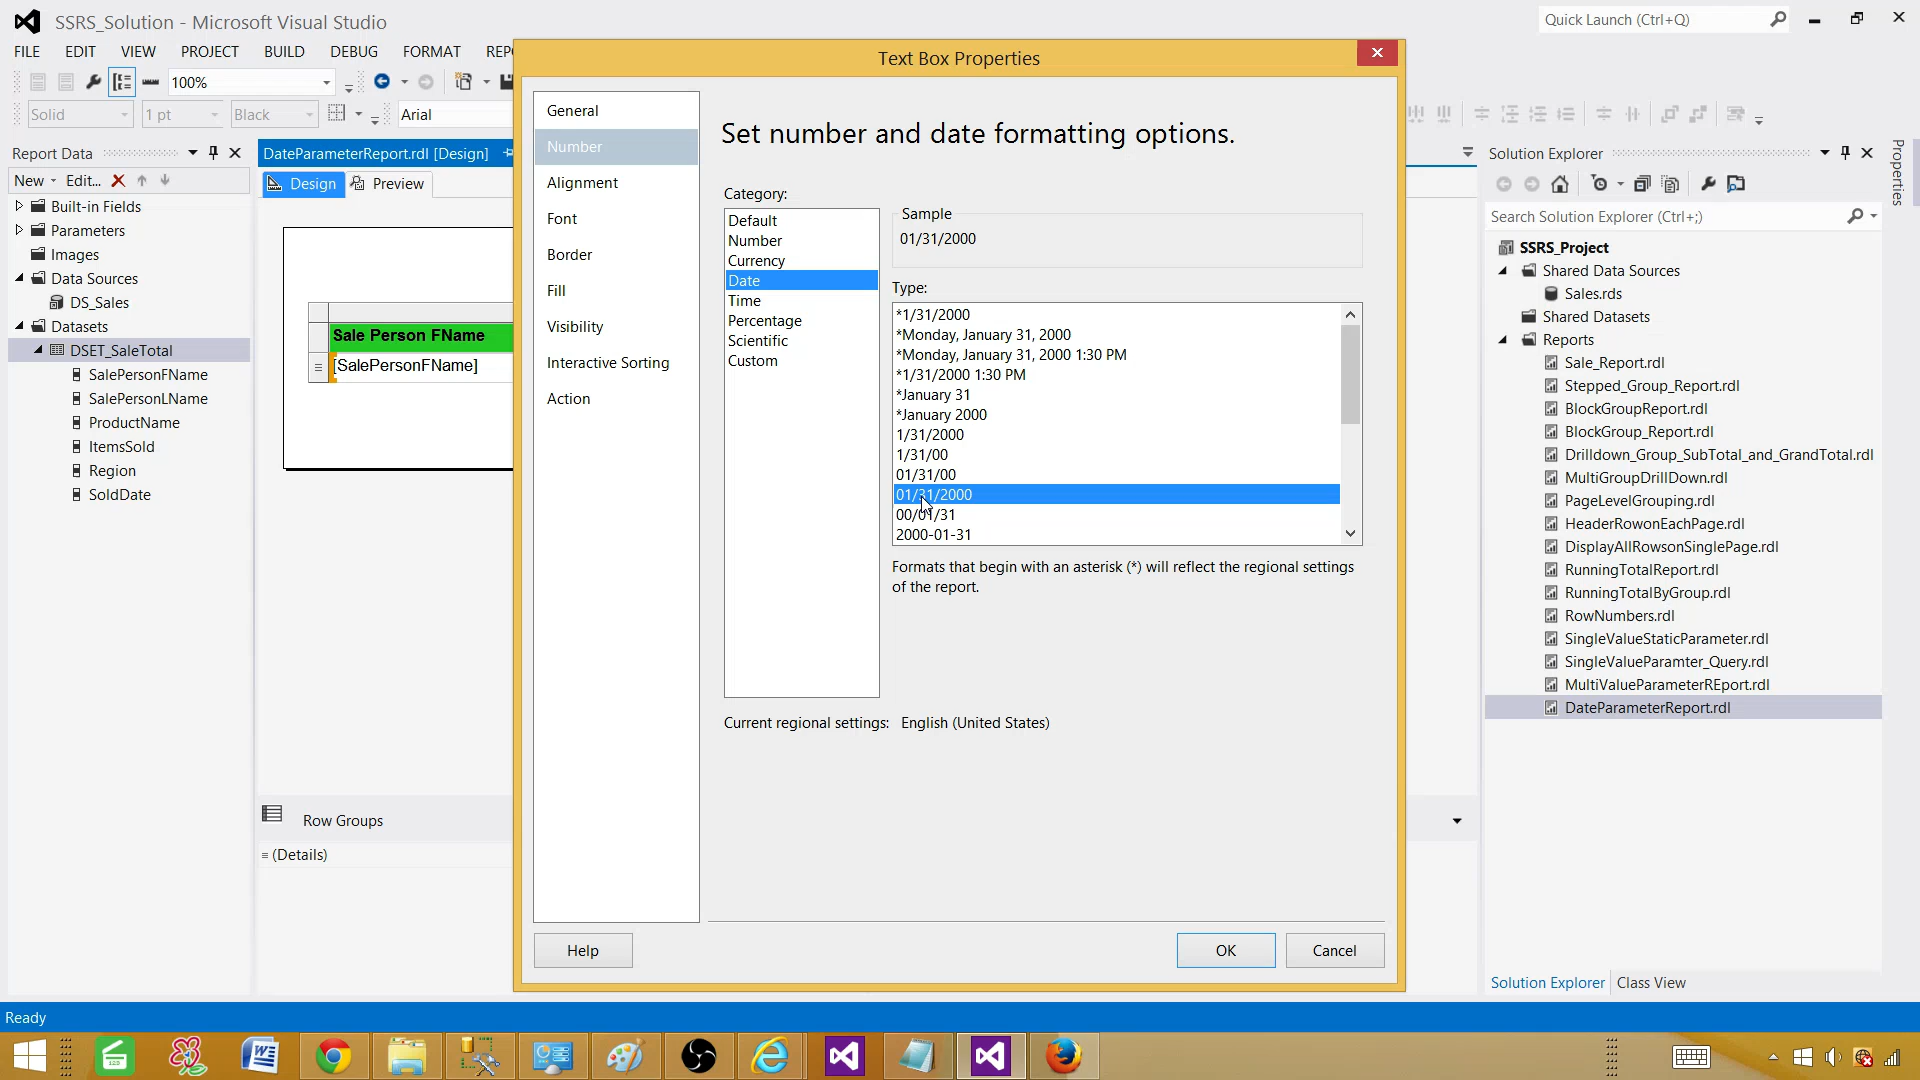 SSRS_Solution - Microsoft Visual Studio
Quick Launch (Ctrl+Q)
FILE EDIT VIEW PROJECT BUILD DEBUG FORMAT REP
100%
Solid 1 pt Black Arial
Report Data
New Edit...
Built-in Fields
Parameters
Images
Data Sources
DS_Sales
Datasets
DSET_SaleTotal
SalePersonFName
SalePersonLName
ProductName
ItemsSold
Region
SoldDate
DateParameterReport.rdl [Design]
Design Preview
Sale Person FName
[SalePersonFName]
Row Groups
(Details)
Text Box Properties
General
Number
Alignment
Font
Border
Fill
Visibility
Interactive Sorting
Action
Set number and date formatting options.
Category:
Default
Number
Currency
Date
Time
Percentage
Scientific
Custom
Sample
01/31/2000
Type:
*1/31/2000
*Monday, January 31, 2000
*Monday, January 31, 2000 1:30 PM
*1/31/2000 1:30 PM
*January 31
*January 2000
1/31/2000
1/31/00
01/31/00
01/31/2000
00/01/31
2000-01-31
Formats that begin with an asterisk (*) will reflect the regional settings
of the report.
Current regional settings: English (United States)
Help OK Cancel
Solution Explorer
Search Solution Explorer (Ctrl+;)
SSRS_Project
Shared Data Sources
Sales.rds
Shared Datasets
Reports
Sale_Report.rdl
Stepped_Group_Report.rdl
BlockGroupReport.rdl
BlockGroup_Report.rdl
Drilldown_Group_SubTotal_and_GrandTotal.rdl
MultiGroupDrillDown.rdl
PageLevelGrouping.rdl
HeaderRowonEachPage.rdl
DisplayAllRowsonSinglePage.rdl
RunningTotalReport.rdl
RunningTotalByGroup.rdl
RowNumbers.rdl
SingleValueStaticParameter.rdl
SingleValueParamter_Query.rdl
MultiValueParameterREport.rdl
DateParameterReport.rdl
Solution Explorer Class View
Properties
Ready